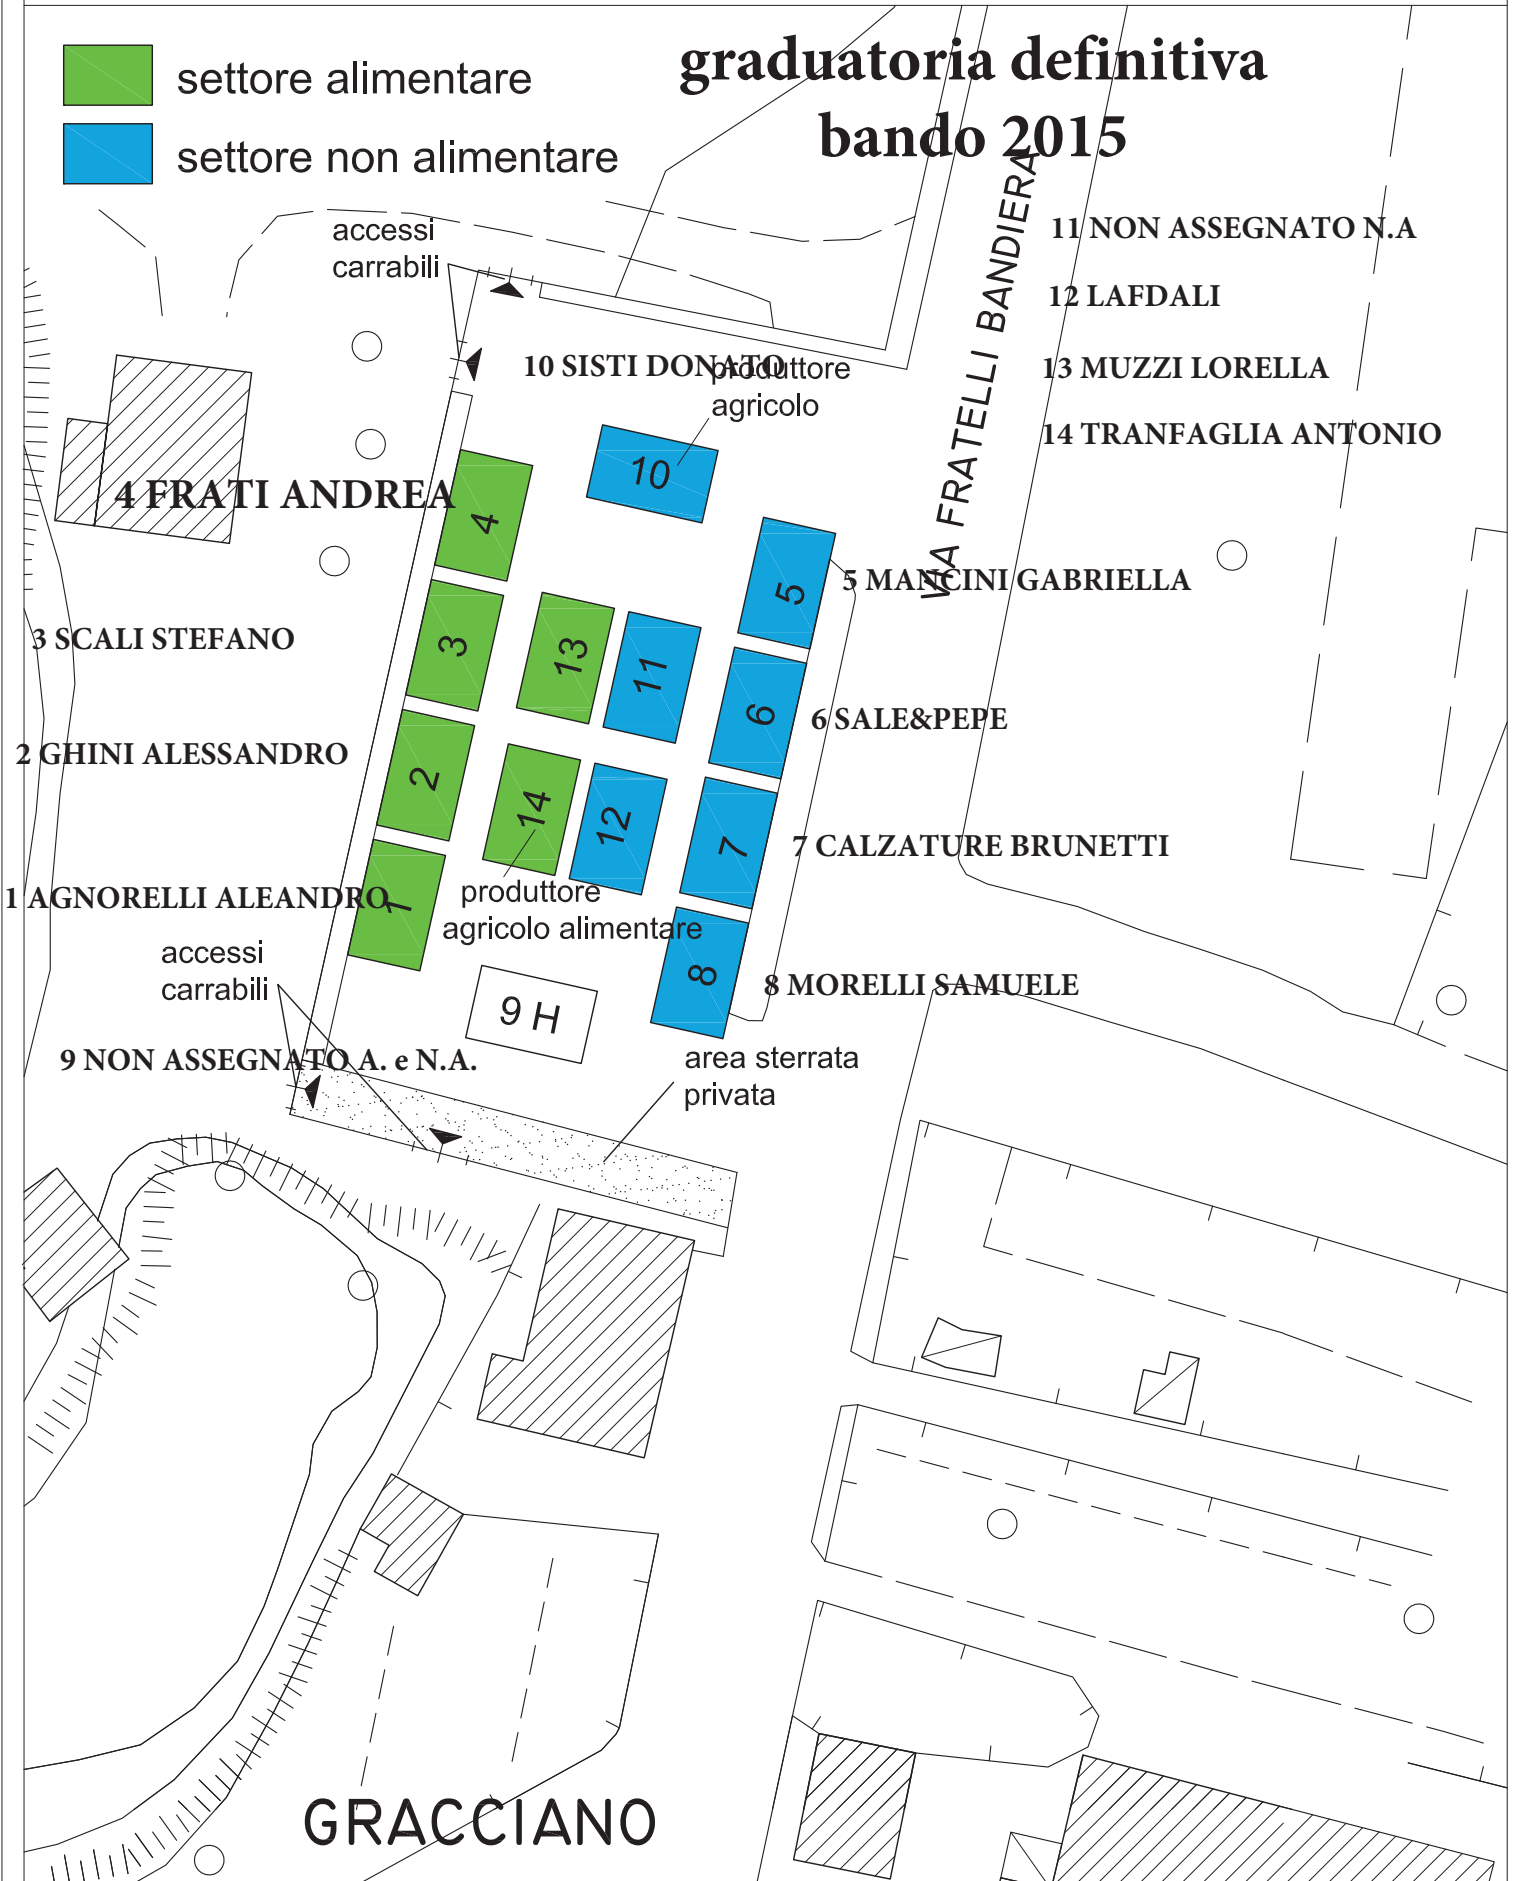 settore alimentare
settore non alimentare
graduatoria definitiva
bando 2015
accessi
carrabili
VIA FRATELLI BANDIERA
11 NON ASSEGNATO N.A
12 LAFDALI
13 MUZZI LORELLA
14 TRANFAGLIA ANTONIO
10 SISTI DONATO
produttore
agricolo
10
4 FRATI ANDREA
4
5
5 MANCINI GABRIELLA
3 SCALI STEFANO
3
13
11
6
6 SALE&PEPE
2 GHINI ALESSANDRO
2
14
12
7
7 CALZATURE BRUNETTI
1 AGNORELLI ALEANDRO
1
produttore
agricolo alimentare
accessi
carrabili
8
8 MORELLI SAMUELE
9 H
9 NON ASSEGNATO A. e N.A.
area sterrata
privata
GRACCIANO